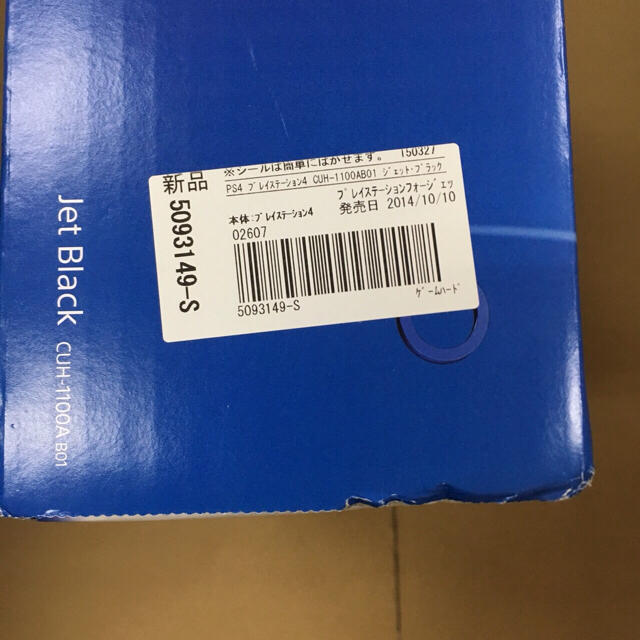 ※シールは簡単にはがせます。 150327
PS4 プレイステーション4 CUH-1100AB01 ジェット・ブラック
プレイステーションフォージェッ
本体:プレイステーション4
発売日 2014/10/10
02607
5093149-S
ゲームハード
新品
5093149-S
Jet Black CUH-1100A B01